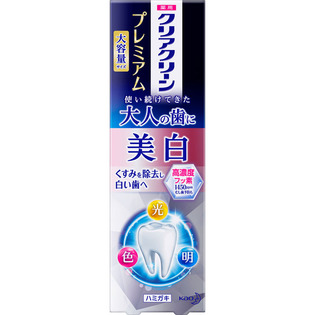 薬用
クリアクリーン
プレミアム
大容量
サイズ
使い続けてきた
大人の歯に
美白
くすみを除去し
白い歯へ
高濃度
フッ素
1450ppm
光
色
明
ハミガキ
Kao